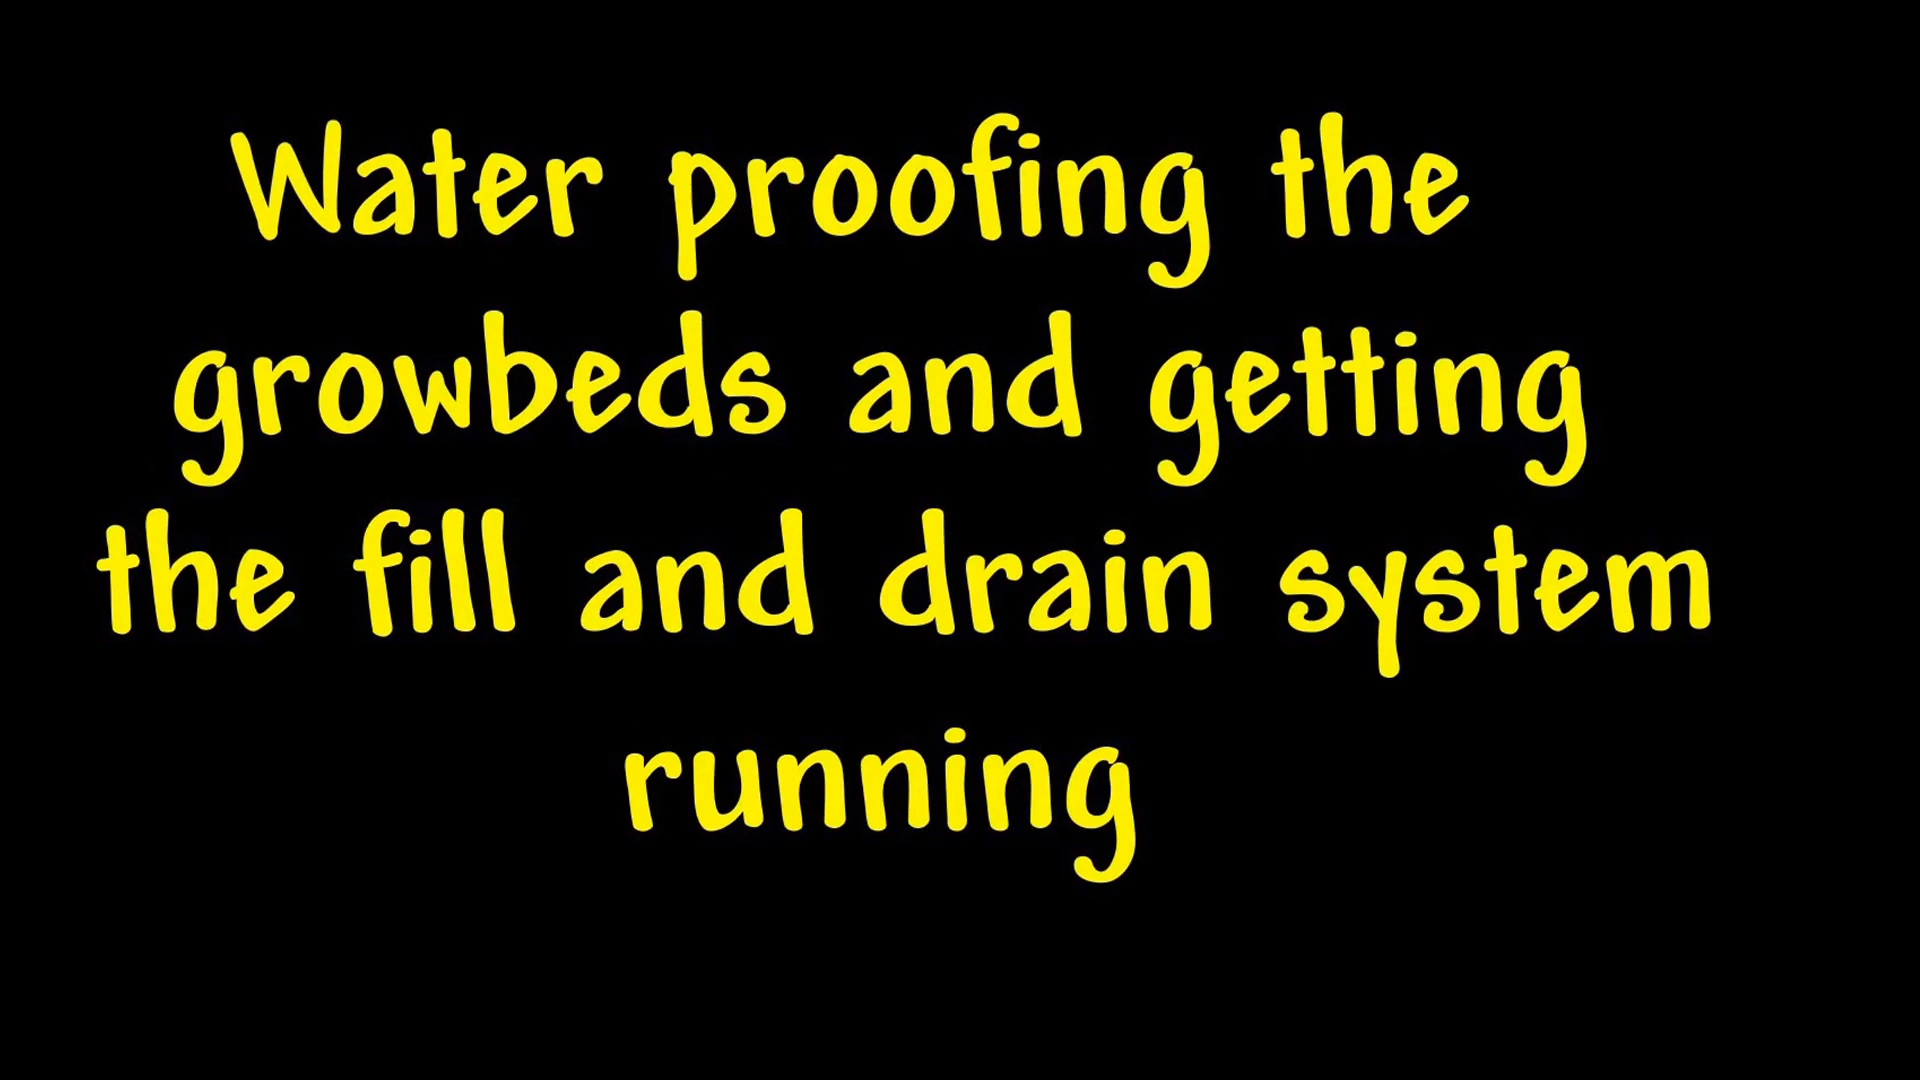 Water proofing the
growbeds and getting
the fill and drain system
running